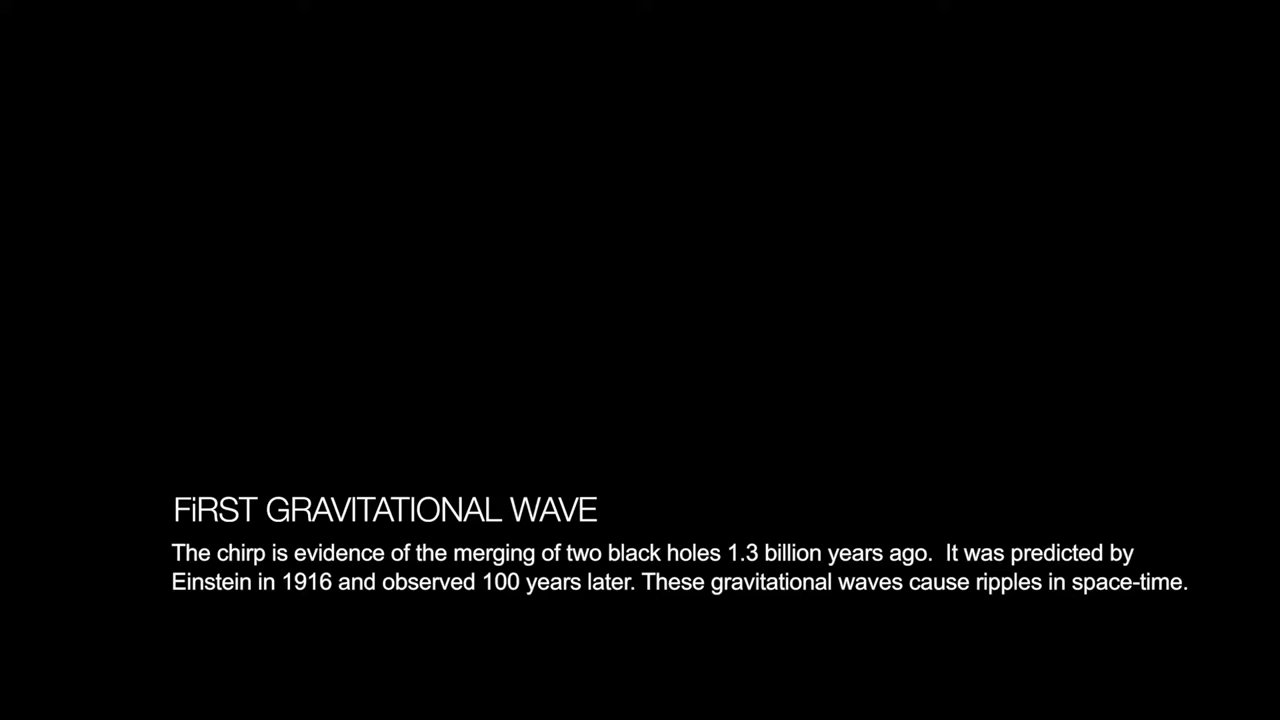 FiRST GRAVITATIONAL WAVE
The chirp is evidence of the merging of two black holes 1.3 billion years ago.  It was predicted by
Einstein in 1916 and observed 100 years later. These gravitational waves cause ripples in space-time.